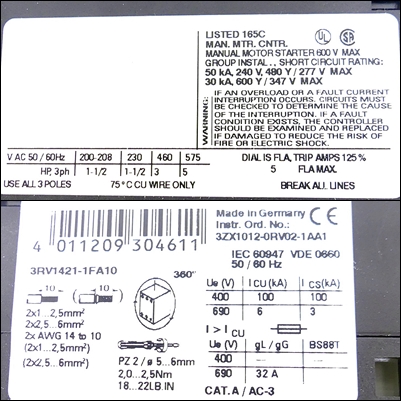 LISTED 165C
UL SA
MAN. MTR. CNTR.
MANUAL MOTOR STARTER 600 V MAX
GROUP INSTAL., SHORT CIRCUIT RATING:
50 kA, 240 V, 480 Y / 277 V MAX
30 kA, 600 Y / 347 V MAX
WARNING:
IF AN OVERLOAD OR A FAULT CURRENT
INTERRUPTION OCCURS. CIRCUITS MUST
BE CHECKED TO DETERMINE THE CAUSE
OF THE INTERRUPTION. IF A FAULT
CONDITION EXISTS, THE CONTROLLER
SHOULD BE EXAMINED AND REPLACED
IF DAMAGED TO REDUCE THE RISK OF
FIRE OR ELECTRIC SHOCK.
V AC 50 / 60Hz 200-208 230 460 575
HP, 3ph 1-1/2 1-1/2 3 5
USE ALL 3 POLES 75°C CU WIRE ONLY
DIAL IS FLA, TRIP AMPS 125 %
5 FLA MAX.
BREAK ALL LINES
4 011209 304611
Made in Germany CE
Instr. Ord. No.:
3ZX1012-0RV02-1AA1
IEC 60947 VDE 0660
50 / 60 Hz
3RV1421-1FA10
360°
10 10
2x1...2,5mm²
2x2,5...6mm²
2x AWG 14 to 10
(2x1...2,5mm²)
(2x2,5...6mm²)
PZ 2 / ø 5...6mm
2,0...2,5Nm
18...22LB.IN
Ue (V) ICU (kA) ICS (kA)
400 100 100
690 6 3
I > ICU
Ue (V) gL / gG BS88T
400 — —
690 32 A
CAT. A / AC-3